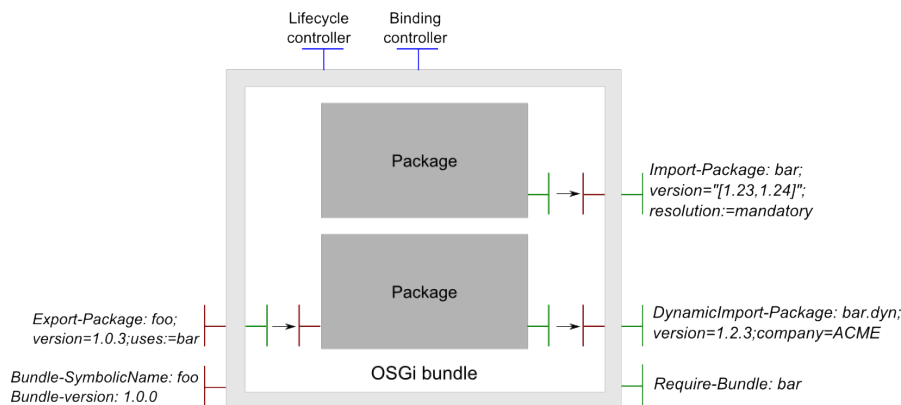 Lifecycle
controller
Binding
controller
Package
Import-Package: bar;
version="[1.23,1.24]";
resolution:=mandatory
Package
Export-Package: foo;
version=1.0.3;uses:=bar
DynamicImport-Package: bar.dyn;
version=1.2.3;company=ACME
OSGi bundle
Bundle-SymbolicName: foo
Bundle-version: 1.0.0
Require-Bundle: bar